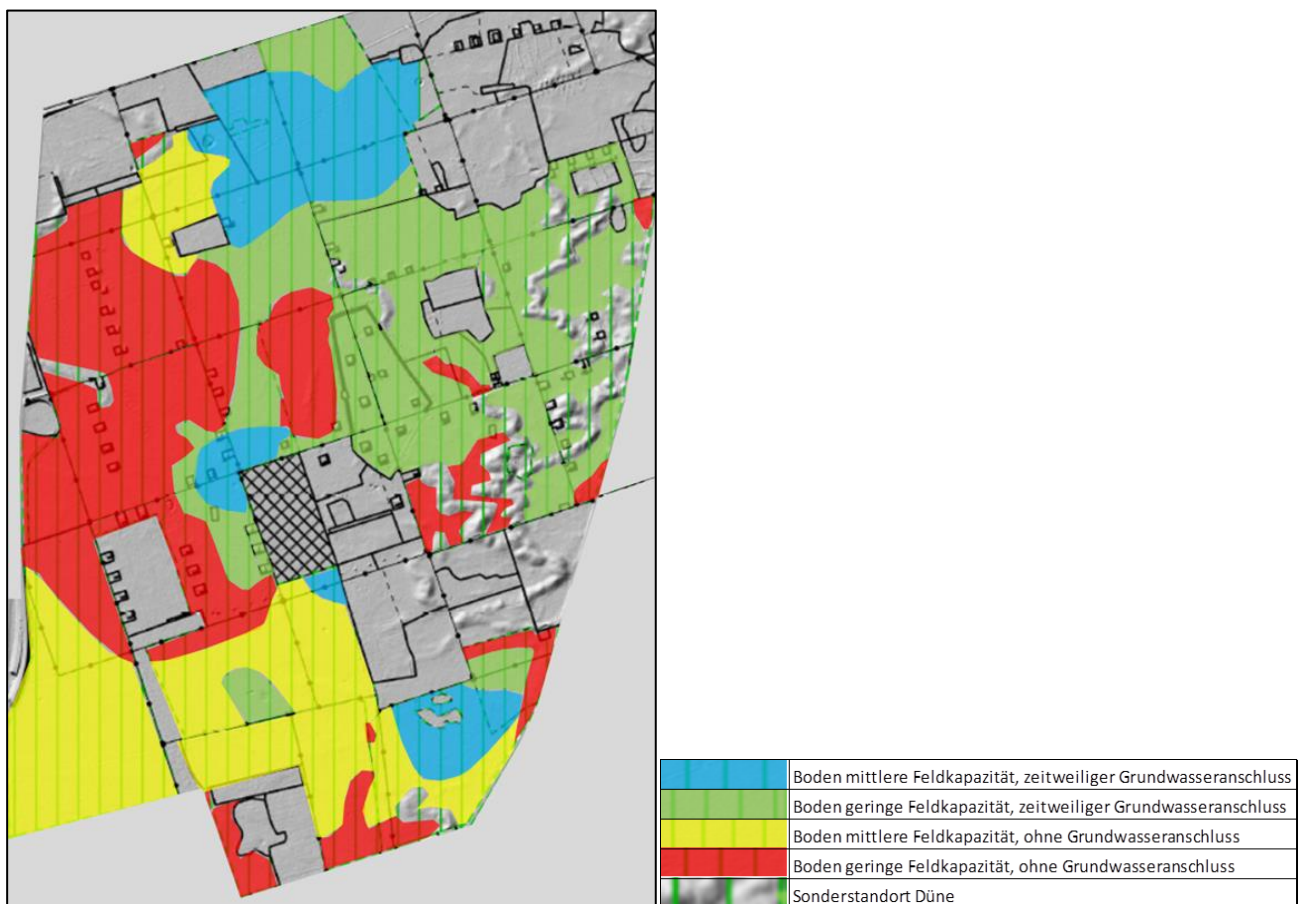 Boden mittlere Feldkapazität, zeitweiliger Grundwasseranschluss
Boden geringe Feldkapazität, zeitweiliger Grundwasseranschluss
Boden mittlere Feldkapazität, ohne Grundwasseranschluss
Boden geringe Feldkapazität, ohne Grundwasseranschluss
Sonderstandort Düne